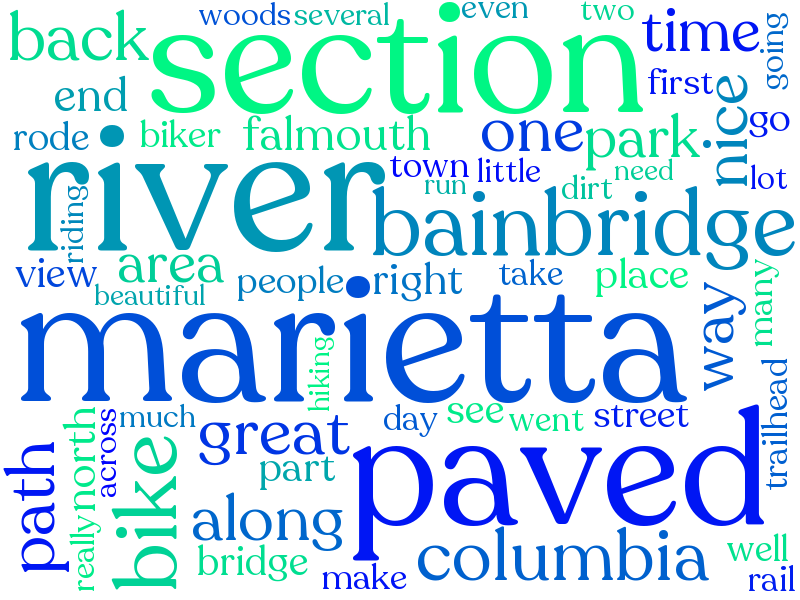 woods several even two
back section time going
end first
rode biker falmouth one park nice go
river town little need lot
riding run dirt bainbridge
view area people right take place many
beautiful way
marietta hiking trailhead
path north across much great day see went street
really bike part paved
along bridge columbia well
make rail